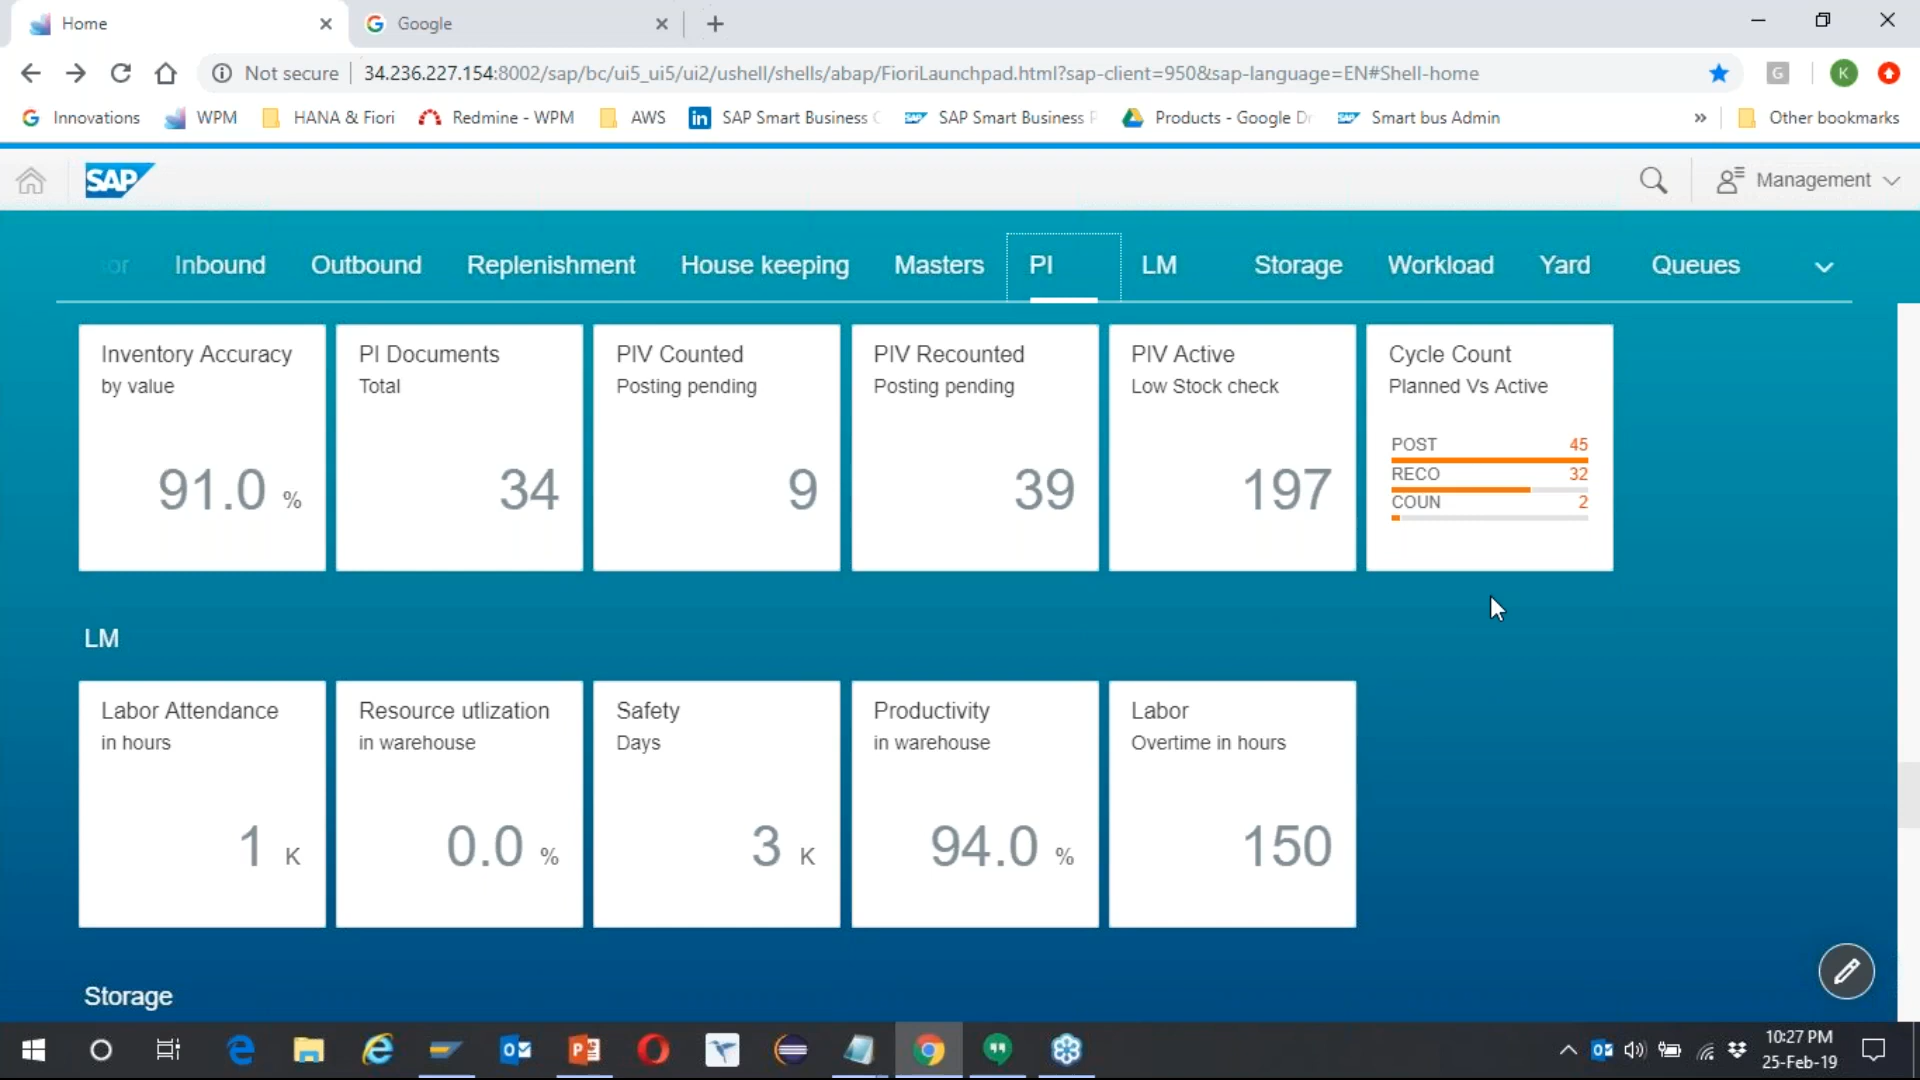 Home
Google
Not secure
34.236.227.154:8002/sap/bc/ui5_ui5/ui2/ushell/shells/abap/FioriLaunchpad.html?sap-client=950&sap-language=EN#Shell-home
G
K
Innovations
WPM
HANA & Fiori
Redmine - WPM
AWS
in
SAP Smart Business
SAP Smart Business
Products - Google
Smart bus Admin
»
Other bookmarks
SAP
Management
or
Inbound
Outbound
Replenishment
House keeping
Masters
PI
LM
Storage
Workload
Yard
Queues
Inventory Accuracy
by value
91.0 %
PI Documents
Total
34
PIV Counted
Posting pending
9
PIV Recounted
Posting pending
39
PIV Active
Low Stock check
197
Cycle Count
Planned Vs Active
POST 45
RECO 32
COUN 2
LM
Labor Attendance
in hours
1 K
Resource utlization
in warehouse
0.0 %
Safety
Days
3 K
Productivity
in warehouse
94.0 %
Labor
Overtime in hours
150
Storage
10:27 PM
25-Feb-19